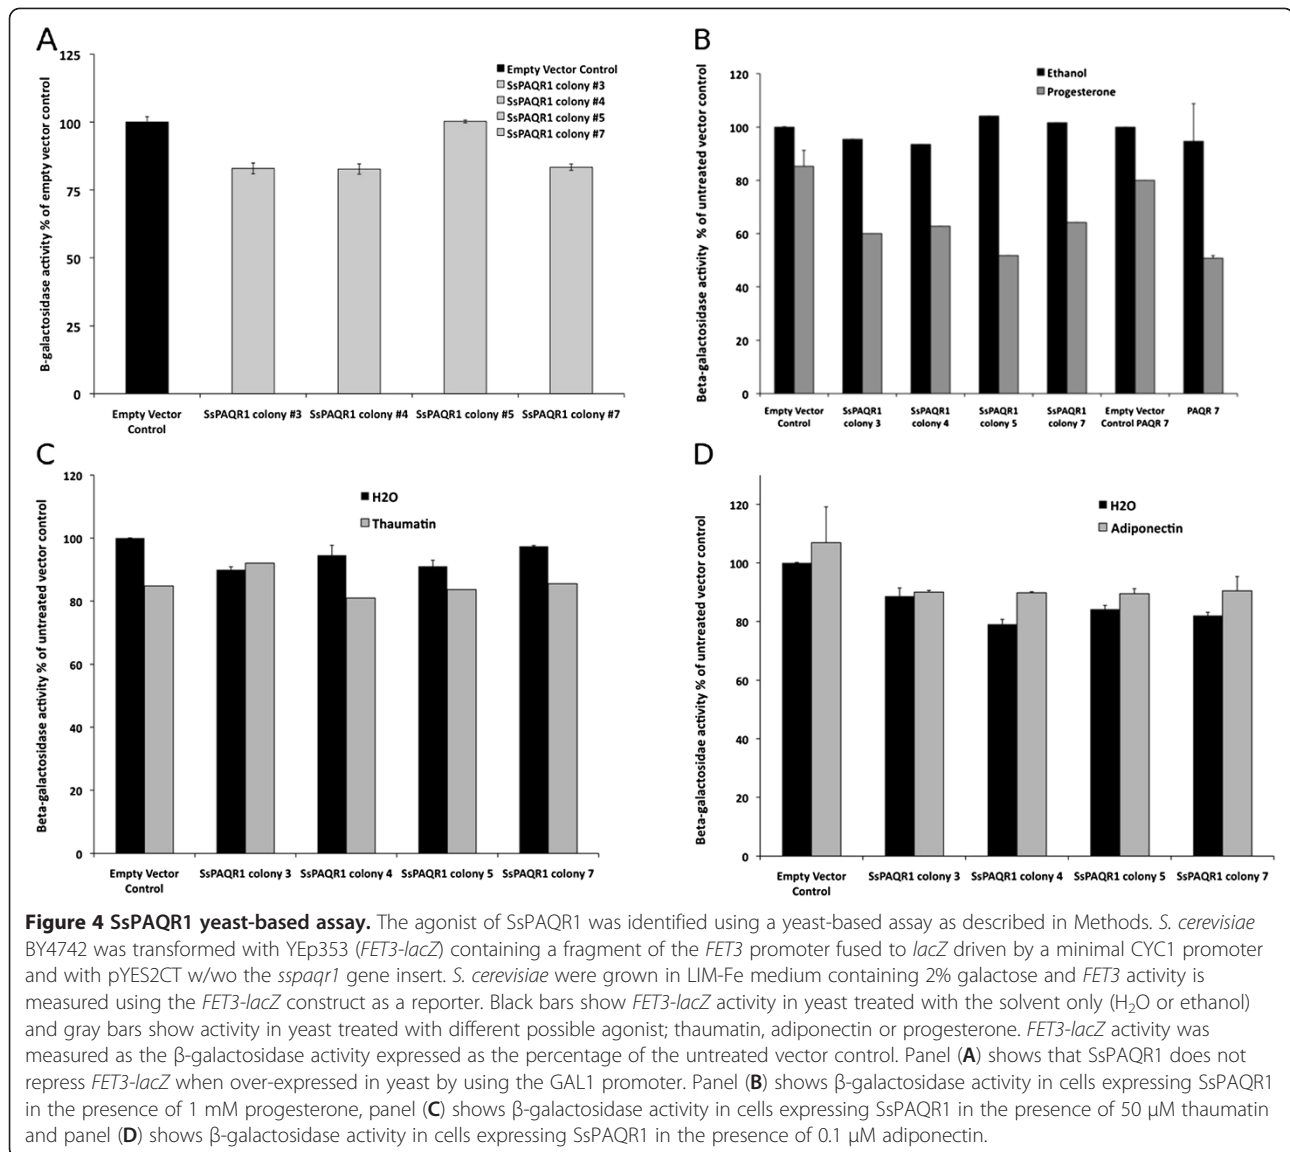 A
B-galactosidase activity % of empty vector control
125
100
75
50
25
0
Empty Vector Control
SsPAQR1 colony #3
SsPAQR1 colony #4
SsPAQR1 colony #5
SsPAQR1 colony #7
Empty Vector
Control
SsPAQR1 colony #3
SsPAQR1 colony #4
SsPAQR1 colony #5
SsPAQR1 colony #7
B
Beta-galactosidase activity % of untreated vector control
120
100
80
60
40
20
0
Ethanol
Progesterone
Empty Vector
Control
SsPAQR1
colony 3
SsPAQR1
colony 4
SsPAQR1
colony 5
SsPAQR1
colony 7
Empty Vector
Control PAQR 7
PAQR 7
C
Beta-galactosidase activity % of untreated vector control
120
100
80
60
40
20
0
H2O
Thaumatin
Empty Vector
Control
SsPAQR1 colony 3
SsPAQR1 colony 4
SsPAQR1 colony 5
SsPAQR1 colony 7
D
Beta-galactosidae activity % of untreated vector control
120
100
80
60
40
20
0
H2O
Adiponectin
Empty Vector
Control
SsPAQR1 colony 3
SsPAQR1 colony 4
SsPAQR1 colony 5
SsPAQR1 colony 7
Figure 4 SsPAQR1 yeast-based assay. The agonist of SsPAQR1 was identified using a yeast-based assay as described in Methods. S. cerevisiae
BY4742 was transformed with YEp353 (FET3-lacZ) containing a fragment of the FET3 promoter fused to lacZ driven by a minimal CYC1 promoter
and with pYES2CT w/wo the sspaqr1 gene insert. S. cerevisiae were grown in LIM-Fe medium containing 2% galactose and FET3 activity is
measured using the FET3-lacZ construct as a reporter. Black bars show FET3-lacZ activity in yeast treated with the solvent only (H₂O or ethanol)
and gray bars show activity in yeast treated with different possible agonist; thaumatin, adiponectin or progesterone. FET3-lacZ activity was
measured as the β-galactosidase activity expressed as the percentage of the untreated vector control. Panel (A) shows that SsPAQR1 does not
repress FET3-lacZ when over-expressed in yeast by using the GAL1 promoter. Panel (B) shows β-galactosidase activity in cells expressing SsPAQR1
in the presence of 1 mM progesterone, panel (C) shows β-galactosidase activity in cells expressing SsPAQR1 in the presence of 50 μM thaumatin
and panel (D) shows β-galactosidase activity in cells expressing SsPAQR1 in the presence of 0.1 μM adiponectin.